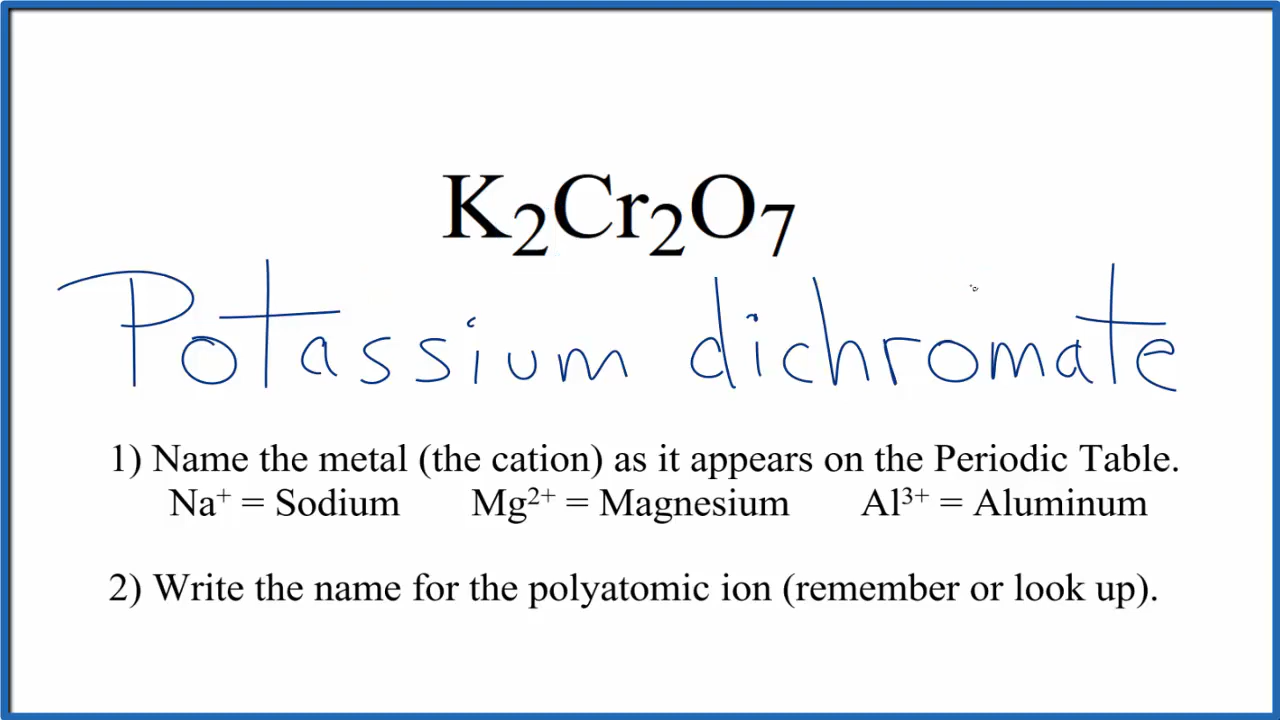 K₂Cr₂O₇
Potassium dichromate
1) Name the metal (the cation) as it appears on the Periodic Table.
Na⁺ = Sodium Mg²⁺ = Magnesium Al³⁺ = Aluminum
2) Write the name for the polyatomic ion (remember or look up).